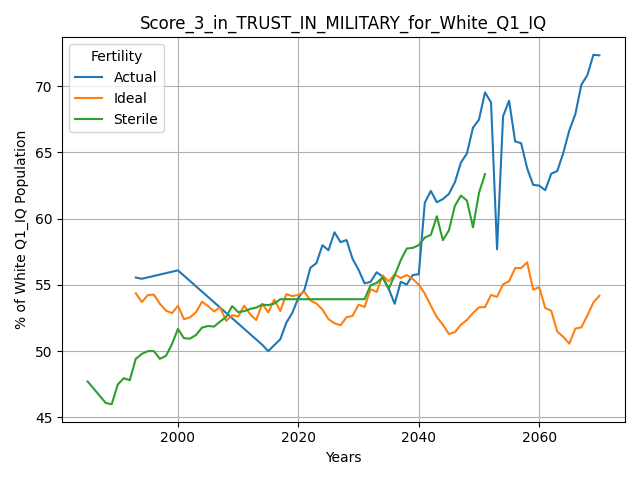 Score_3_in_TRUST_IN_MILITARY_for_White_Q1_IQ
Fertility
Actual
Ideal
Sterile
% of White Q1_IQ Population
70
65
60
55
50
45
2000
2020
2040
2060
Years